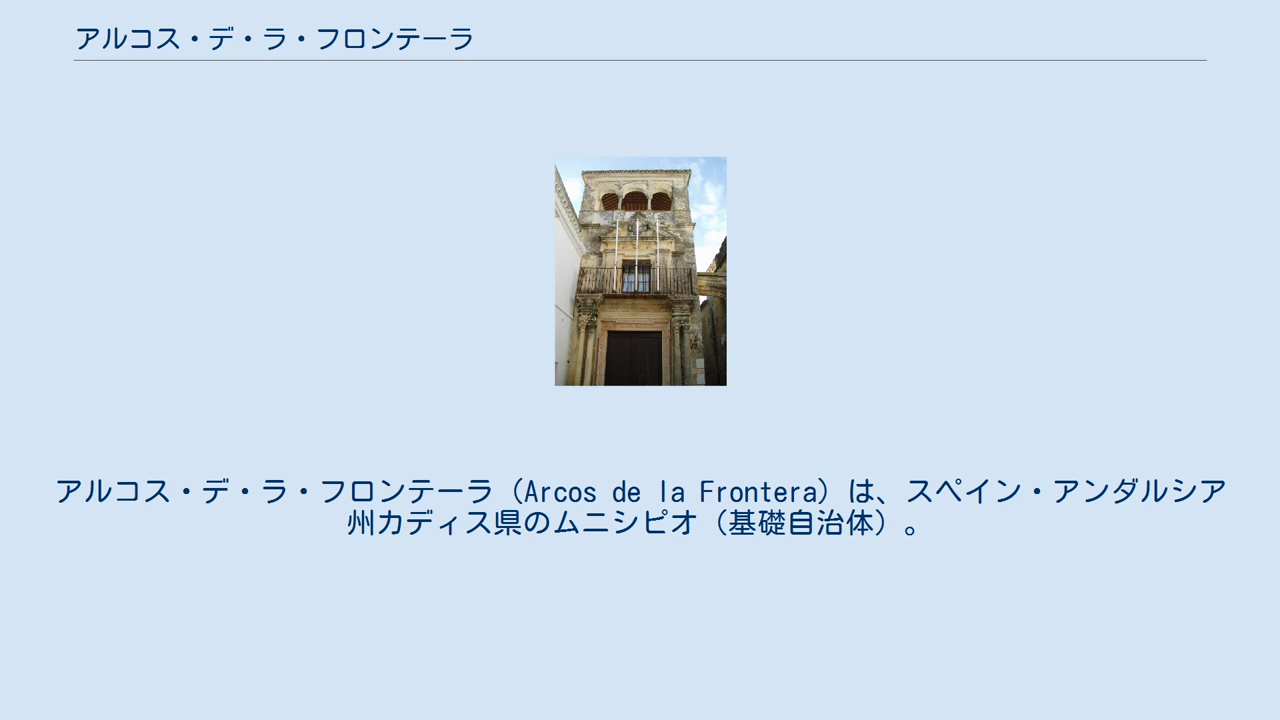 アルコス・デ・ラ・フロンテーラ
アルコス・デ・ラ・フロンテーラ（Arcos de la Frontera）は、スペイン・アンダルシア
州カディス県のムニシピオ（基礎自治体）。